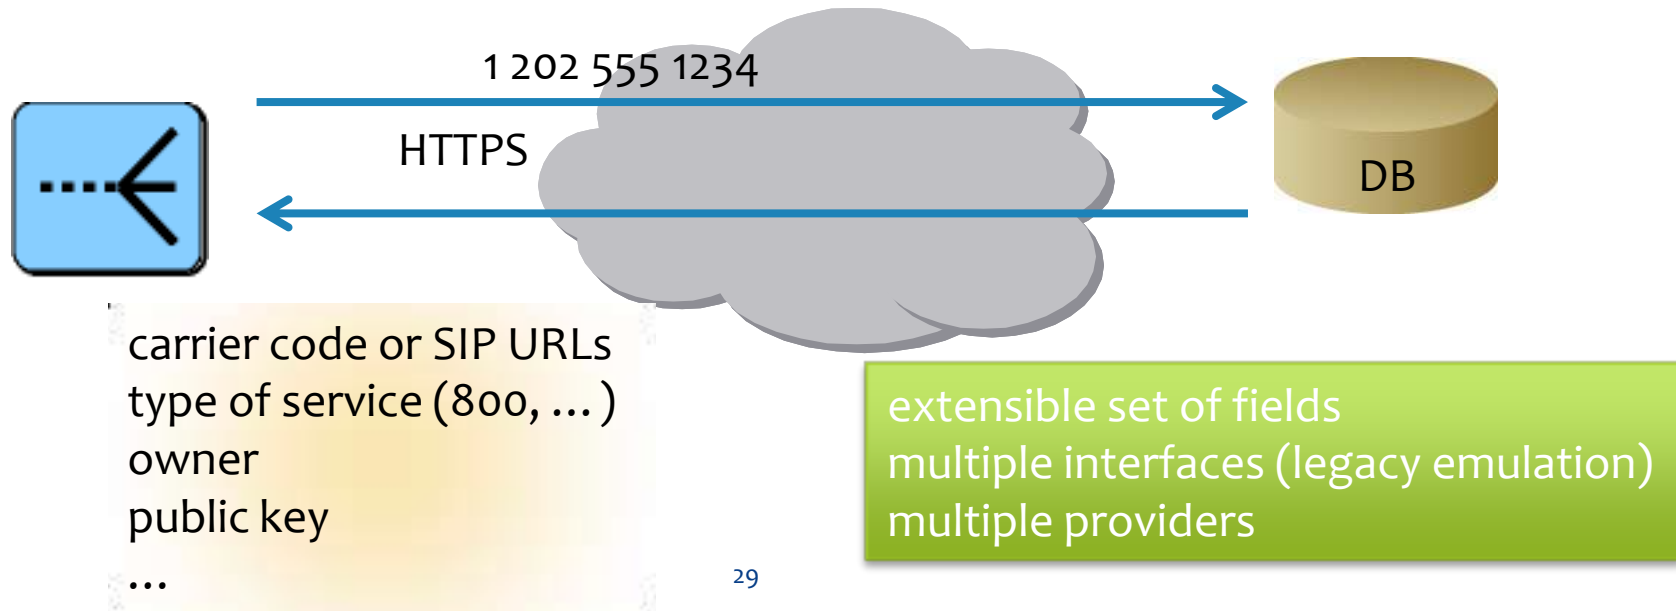 1 202 555 1234
HTTPS
DB
carrier code or SIP URLs
type of service (800, … )
owner
public key
…
extensible set of fields
multiple interfaces (legacy emulation)
multiple providers
29